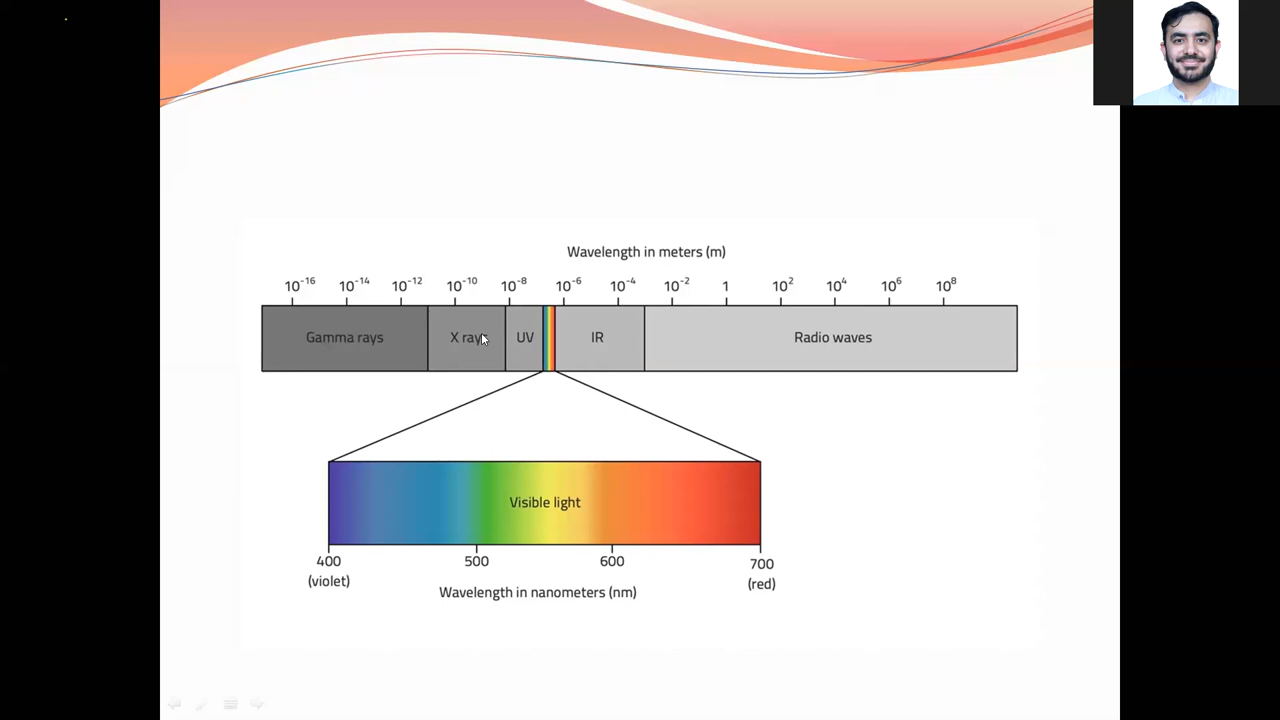 Wavelength in meters (m)
10⁻¹⁶ 10⁻¹⁴ 10⁻¹² 10⁻¹⁰ 10⁻⁸ 10⁻⁶ 10⁻⁴ 10⁻² 1 10² 10⁴ 10⁶ 10⁸
Gamma rays X rays UV IR Radio waves
Visible light
400 500 600 700
(violet) (red)
Wavelength in nanometers (nm)